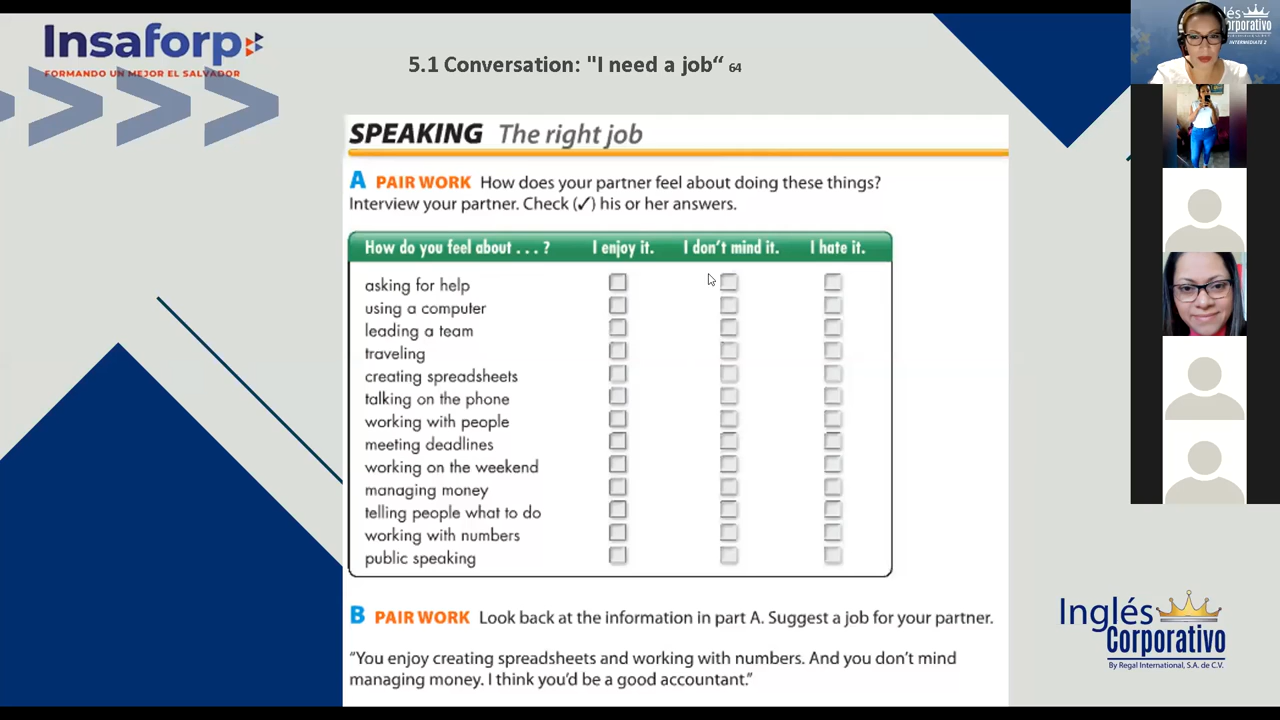 Insaforp
FORMANDO UN MEJOR EL SALVADOR
5.1 Conversation: "I need a job“ 64
SPEAKING The right job
A PAIR WORK How does your partner feel about doing these things?
Interview your partner. Check (✓) his or her answers.
How do you feel about . . . ? I enjoy it. I don't mind it. I hate it.
asking for help
using a computer
leading a team
traveling
creating spreadsheets
talking on the phone
working with people
meeting deadlines
working on the weekend
managing money
telling people what to do
working with numbers
public speaking
B PAIR WORK Look back at the information in part A. Suggest a job for your partner.
“You enjoy creating spreadsheets and working with numbers. And you don't mind
managing money. I think you'd be a good accountant.”
Inglés
Corporativo
By Regal International, S.A. de C.V.
INTERMEDIATE 2